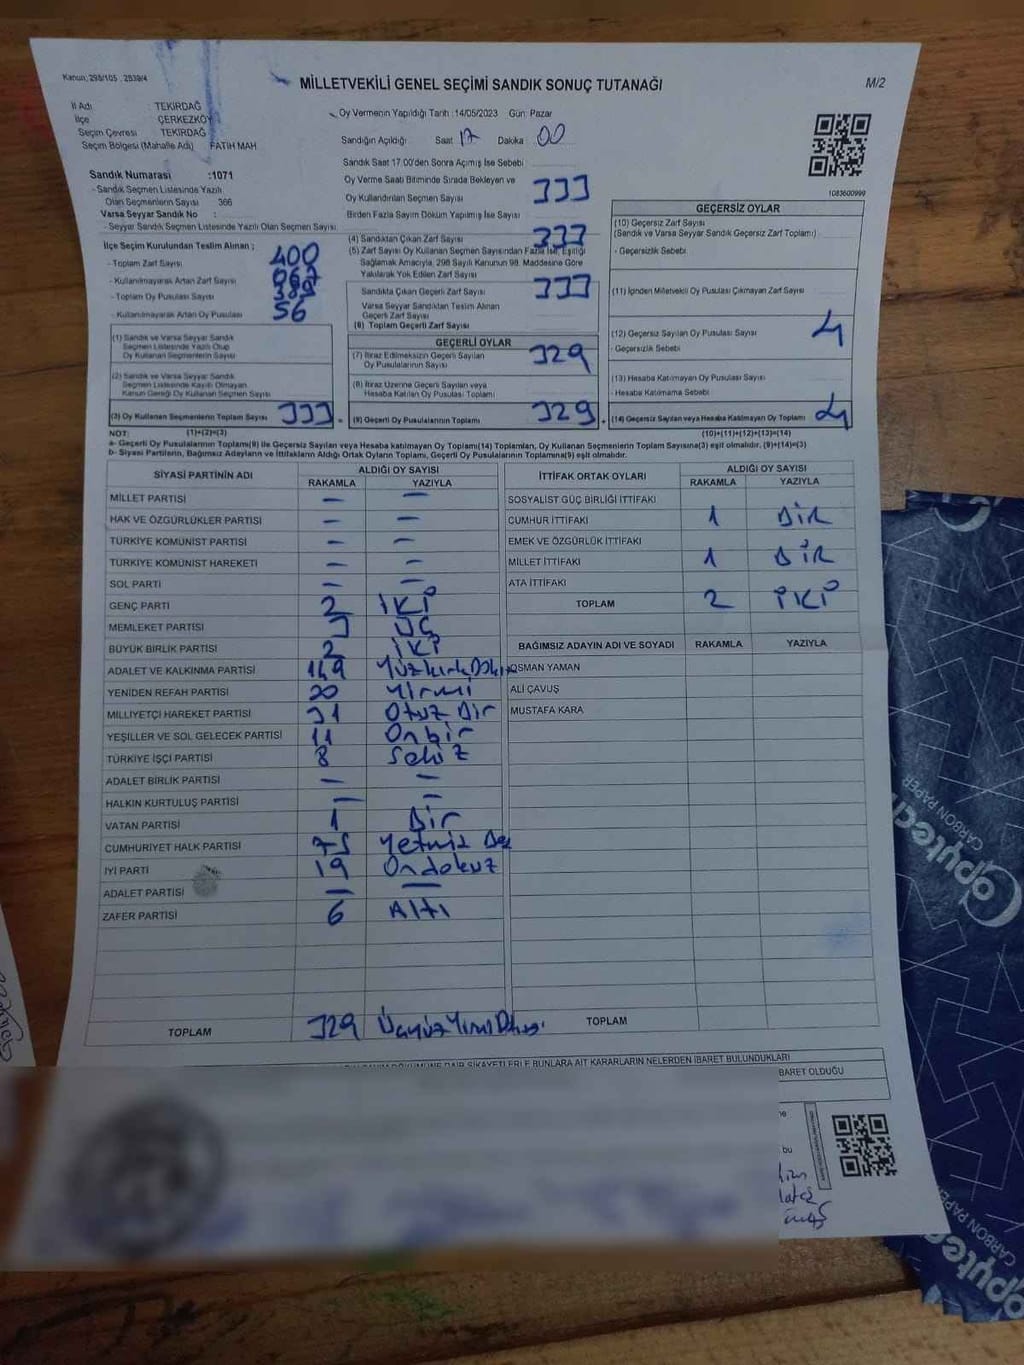 Kanun; 298/105 , 2839/4
MİLLETVEKİLİ GENEL SEÇİMİ SANDIK SONUÇ TUTANAĞI
M/2
İl Adı : TEKİRDAĞ
İlçe : ÇERKEZKÖY
Seçim Çevresi : TEKİRDAĞ
Seçim Bölgesi (Mahalle Adı) FATİH MAH
Oy Vermenin Yapıldığı Tarih :14/05/2023 Gün: Pazar
Sandığın Açıldığı Saat 17 Dakika 00
Sandık Saat 17.00'den Sonra Açılmış İse Sebebi
Sandık Numarası :1071
- Sandık Seçmen Listesinde Yazılı
Olan Seçmenlerin Sayısı 366
Varsa Seyyar Sandık No :
- Seyyar Sandık Seçmen Listesinde Yazılı Olan Seçmen Sayısı
Oy Verme Saati Bitiminde Sırada Bekleyen ve
Oy Kullandırılan Seçmen Sayısı 333
Birden Fazla Sayım Döküm Yapılmış İse Sayısı
1083600999
İlçe Seçim Kurulundan Teslim Alınan ;
- Toplam Zarf Sayısı 400
- Kullanılmayarak Artan Zarf Sayısı 067
- Toplam Oy Pusulası Sayısı 389
- Kullanılmayarak Artan Oy Pusulası 56
(4) Sandıktan Çıkan Zarf Sayısı 333
(5) Zarf Sayısı Oy Kullanan Seçmen Sayısından Fazla İse, Eşitliği
Sağlamak Amacıyla, 298 Sayılı Kanunun 98. Maddesine Göre
Yakılarak Yok Edilen Zarf Sayısı
Sandıkta Çıkan Geçerli Zarf Sayısı 333
Varsa Seyyar Sandıktan Teslim Alınan
Geçerli Zarf Sayısı
(6) Toplam Geçerli Zarf Sayısı
GEÇERSİZ OYLAR
(10) Geçersiz Zarf Sayısı
(Sandık ve Varsa Seyyar Sandık Geçersiz Zarf Toplamı)
- Geçersizlik Sebebi
(11) İçinden Milletvekili Oy Pusulası Çıkmayan Zarf Sayısı
(12) Geçersiz Sayılan Oy Pusulası Sayısı 4
- Geçersizlik Sebebi
(13) Hesaba Katılmayan Oy Pusulası Sayısı
- Hesaba Katılmama Sebebi
(1) Sandık ve Varsa Seyyar Sandık
Seçmen Listesinde Yazılı Olup
Oy Kullanan Seçmenlerin Sayısı
(2) Sandık ve Varsa Seyyar Sandık
Seçmen Listesinde Kayıtlı Olmayan
Kanun Gereği Oy Kullanan Seçmen Sayısı
GEÇERLİ OYLAR
(7) İtiraz Edilmeksizin Geçerli Sayılan
Oy Pusulalarının Sayısı 329
(8) İtiraz Üzerine Geçerli Sayılan veya
Hesaba Katılan Oy Pusulası Toplamı
(3) Oy Kullanan Seçmenlerin Toplam Sayısı 333 = (9) Geçerli Oy Pusulalarının Toplamı 329 + (14) Geçersiz Sayılan veya Hesaba Katılmayan Oy Toplamı 4
NOT: (1)+(2)=(3) (10)+(11)+(12)+(13)=(14)
a- Geçerli Oy Pusulalarının Toplamı(9) ile Geçersiz Sayılan veya Hesaba katılmayan Oy Toplamı(14) Toplamları, Oy Kullanan Seçmenlerin Toplam Sayısına(3) eşit olmalıdır. (9)+(14)=(3)
b- Siyasi Partilerin, Bağımsız Adayların ve İttifakların Aldığı Ortak Oyların Toplamı, Geçerli Oy Pusulalarının Toplamına(9) eşit olmalıdır.
SİYASİ PARTİNİN ADI ALDIĞI OY SAYISI
RAKAMLA YAZIYLA
MİLLET PARTİSI — —
HAK VE ÖZGÜRLÜKLER PARTİSİ — —
TÜRKİYE KOMÜNİST PARTİSİ — —
TÜRKİYE KOMÜNİST HAREKETİ — —
SOL PARTİ — —
GENÇ PARTİ 2 İKİ
MEMLEKET PARTİSİ 3 ÜÇ
BÜYÜK BİRLİK PARTİSİ 2 İKİ
ADALET VE KALKINMA PARTİSİ 149 Yüzkırk Dokuz
YENİDEN REFAH PARTİSİ 20 Yirmi
MİLLİYETÇİ HAREKET PARTİSİ 31 Otuz Bir
YEŞİLLER VE SOL GELECEK PARTİSİ 11 Onbir
TÜRKİYE İŞÇİ PARTİSİ 8 Sekiz
ADALET BİRLİK PARTİSİ — —
HALKIN KURTULUŞ PARTİSİ — —
VATAN PARTİSİ 1 Bir
CUMHURİYET HALK PARTİSİ 75 Yetmiş Beş
İYİ PARTİ 19 Ondokuz
ADALET PARTİSİ — —
ZAFER PARTİSİ 6 Altı
TOPLAM 329
İTTİFAK ORTAK OYLARI ALDIĞI OY SAYISI
RAKAMLA YAZIYLA
SOSYALİST GÜÇ BİRLİĞİ İTTİFAKI
CUMHUR İTTİFAKI 1 BİR
EMEK VE ÖZGÜRLÜK İTTİFAKI
MİLLET İTTİFAKI 1 BİR
ATA İTTİFAKI
TOPLAM 2 İKİ
BAĞIMSIZ ADAYIN ADI VE SOYADI RAKAMLA YAZIYLA
OSMAN YAMAN
ALİ ÇAVUŞ
MUSTAFA KARA
TOPLAM
DAİR ŞİKAYETLERLE BUNLARA AİT KARARLARIN NELERDEN İBARET BULUNDUKLARI
BARET OLDUĞU
bu
Copytech
CARBON PAPER
CARBON PAPER